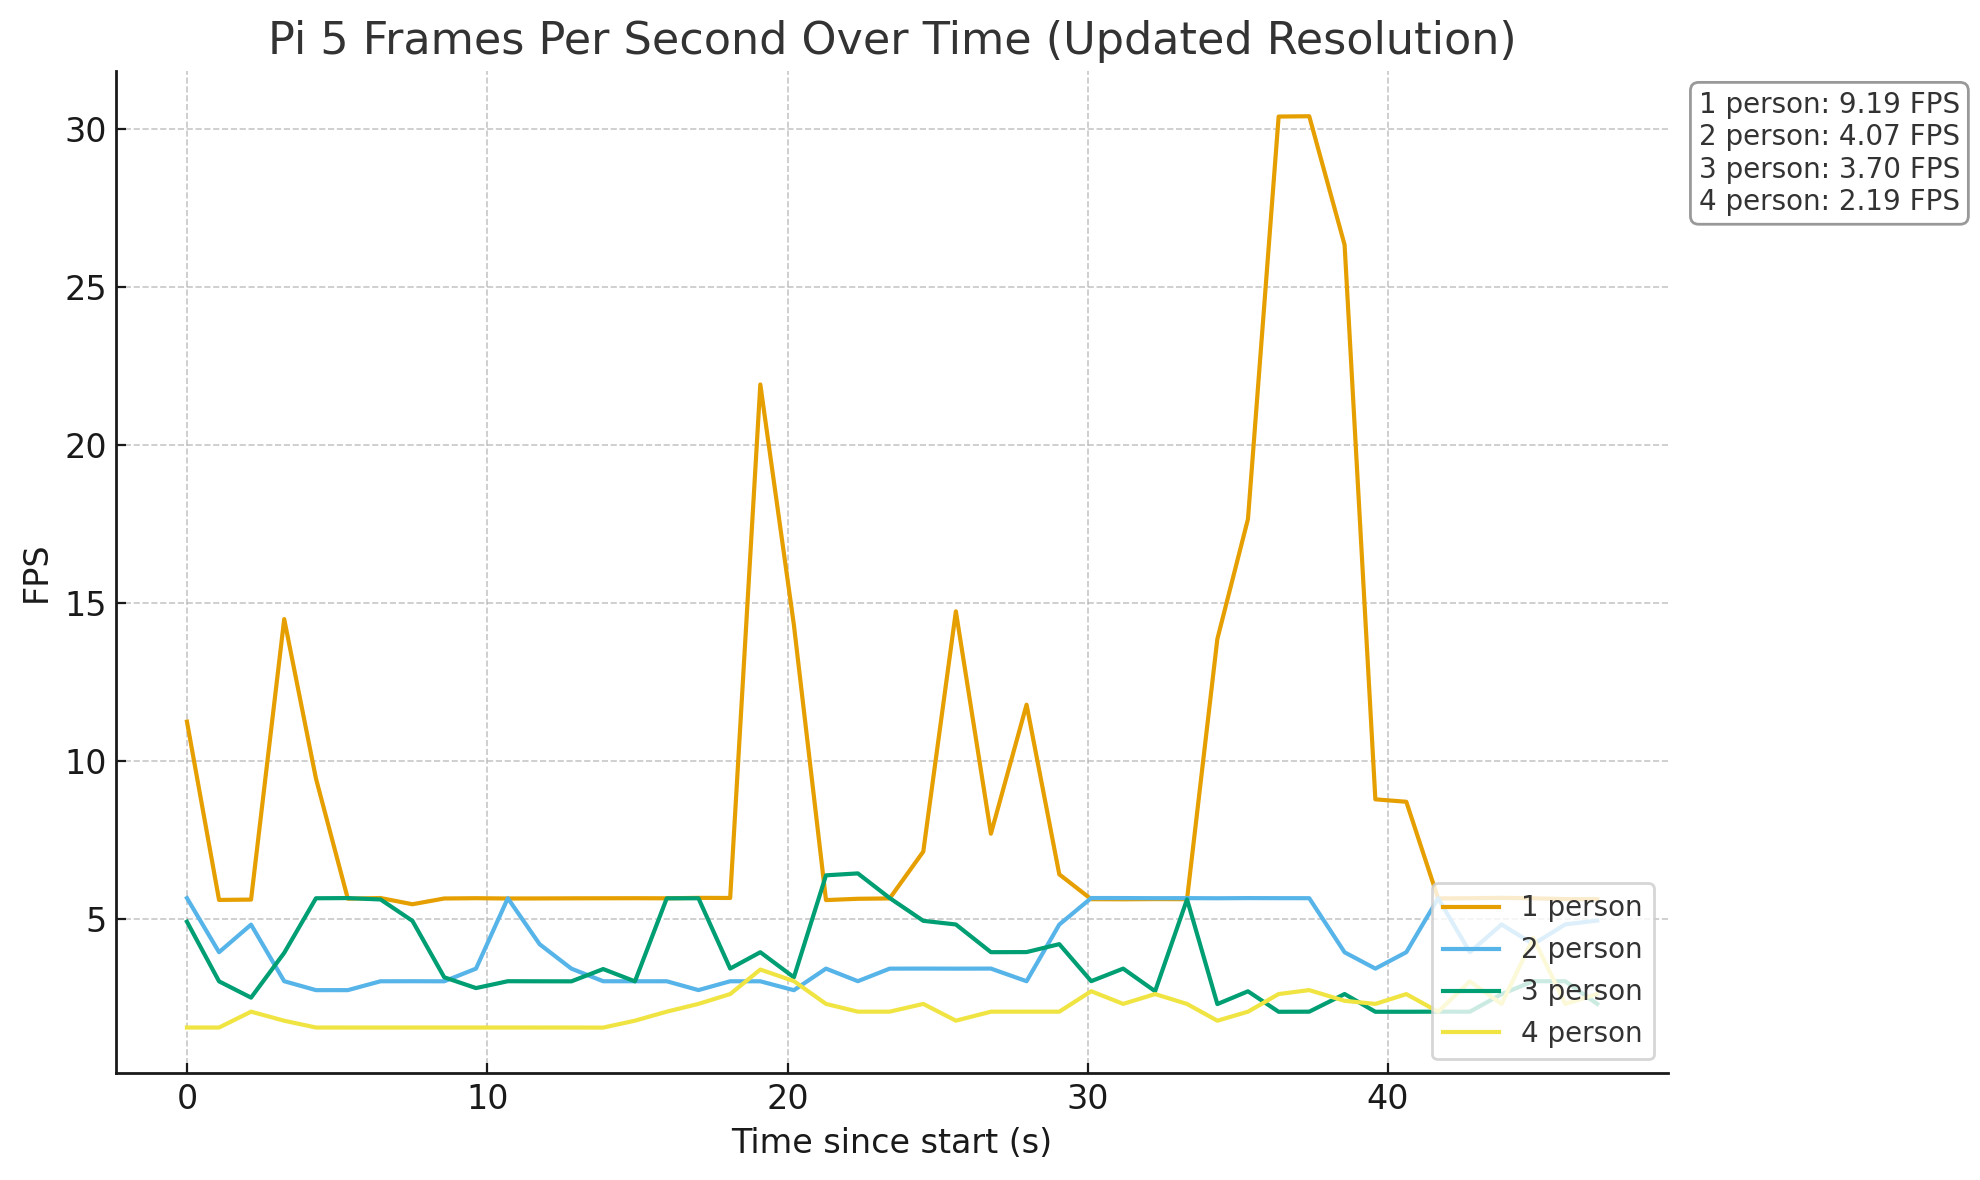 Pi 5 Frames Per Second Over Time (Updated Resolution)
1 person: 9.19 FPS
2 person: 4.07 FPS
3 person: 3.70 FPS
4 person: 2.19 FPS
FPS
30
25
20
15
10
5
1 person
2 person
3 person
4 person
0
10
20
30
40
Time since start (s)